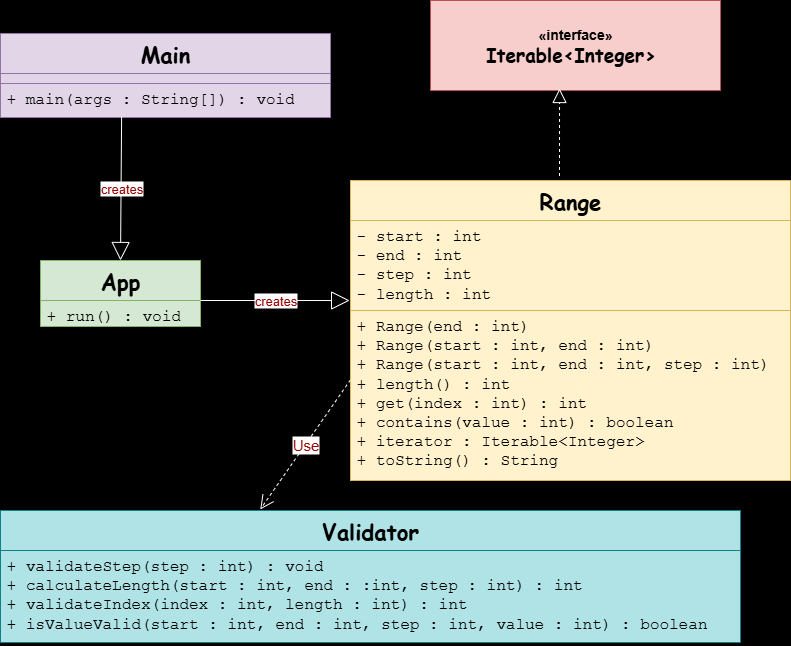 Main
+ main(args : String[]) : void
«interface»
Iterable<Integer>
creates
App
+ run() : void
creates
Range
- start : int
- end : int
- step : int
- length : int
+ Range(end : int)
+ Range(start : int, end : int)
+ Range(start : int, end : int, step : int)
+ length() : int
+ get(index : int) : int
+ contains(value : int) : boolean
+ iterator : Iterable<Integer>
+ toString() : String
Use
Validator
+ validateStep(step : int) : void
+ calculateLength(start : int, end : :int, step : int) : int
+ validateIndex(index : int, length : int) : int
+ isValueValid(start : int, end : int, step : int, value : int) : boolean